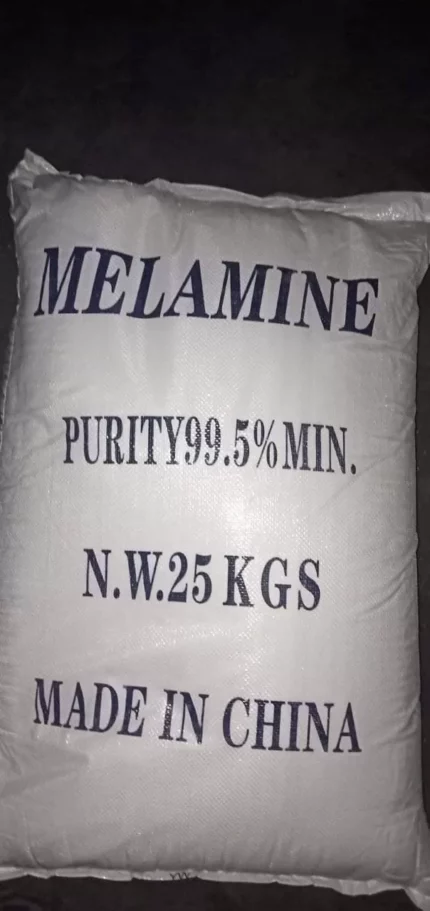 MELAMINE
PURITY99.5%MIN.
N.W.25 KGS
MADE IN CHINA